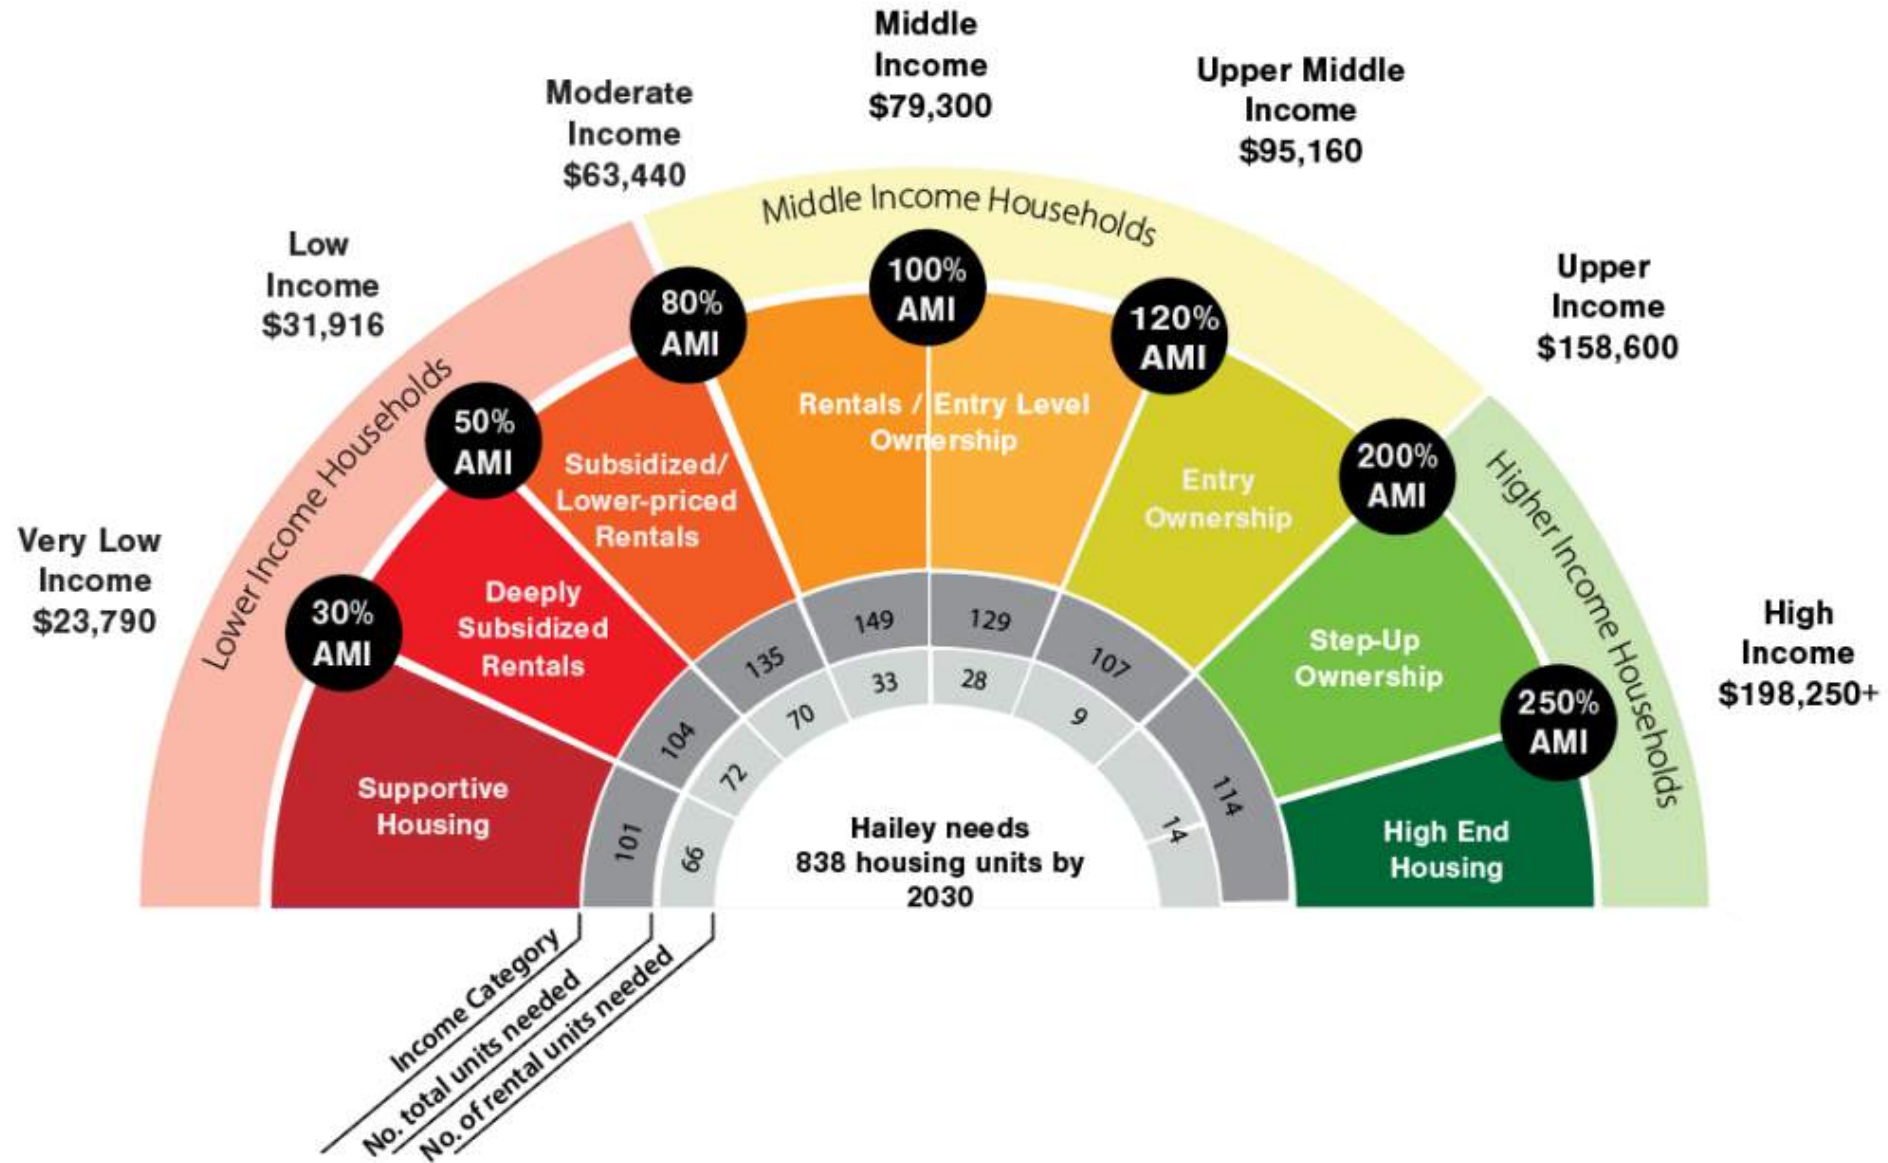 Very Low
Income
$23,790
Low
Income
$31,916
Moderate
Income
$63,440
Middle
Income
$79,300
Upper Middle
Income
$95,160
Upper
Income
$158,600
High
Income
$198,250+
Lower Income Households
Middle Income Households
Higher Income Households
30%
AMI
50%
AMI
80%
AMI
100%
AMI
120%
AMI
200%
AMI
250%
AMI
Supportive
Housing
Deeply
Subsidized
Rentals
Subsidized/
Lower-priced
Rentals
Rentals / Entry Level
Ownership
Entry
Ownership
Step-Up
Ownership
High End
Housing
101
104
135
149
129
107
114
66
72
70
33
28
9
14
Hailey needs
838 housing units by
2030
Income Category
No. total units needed
No. of rental units needed